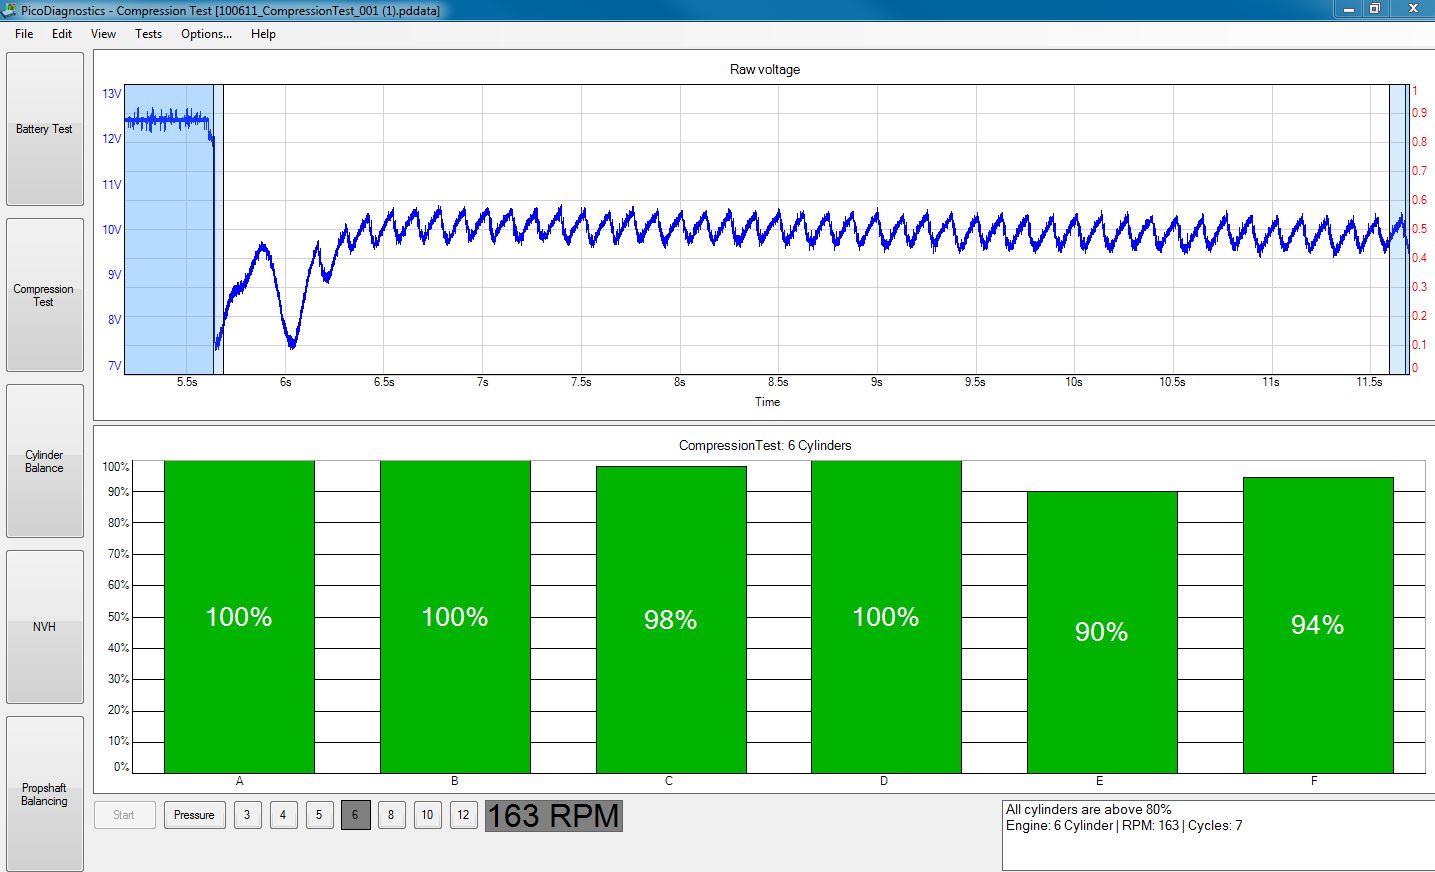 PicoDiagnostics - Compression Test [100611_CompressionTest_001 (1).pddata]
File Edit View Tests Options... Help
Battery Test
Compression
Test
Cylinder
Balance
NVH
Propshaft
Balancing
Raw voltage
13V
12V
11V
10V
9V
8V
7V
1
0.9
0.8
0.7
0.6
0.5
0.4
0.3
0.2
0.1
0
5.5s 6s 6.5s 7s 7.5s 8s 8.5s 9s 9.5s 10s 10.5s 11s 11.5s
Time
CompressionTest: 6 Cylinders
100%
90%
80%
70%
60%
50%
40%
30%
20%
10%
0%
100% 100% 98% 100% 90% 94%
A B C D E F
Start Pressure 3 4 5 6 8 10 12 163 RPM
All cylinders are above 80%
Engine: 6 Cylinder | RPM: 163 | Cycles: 7